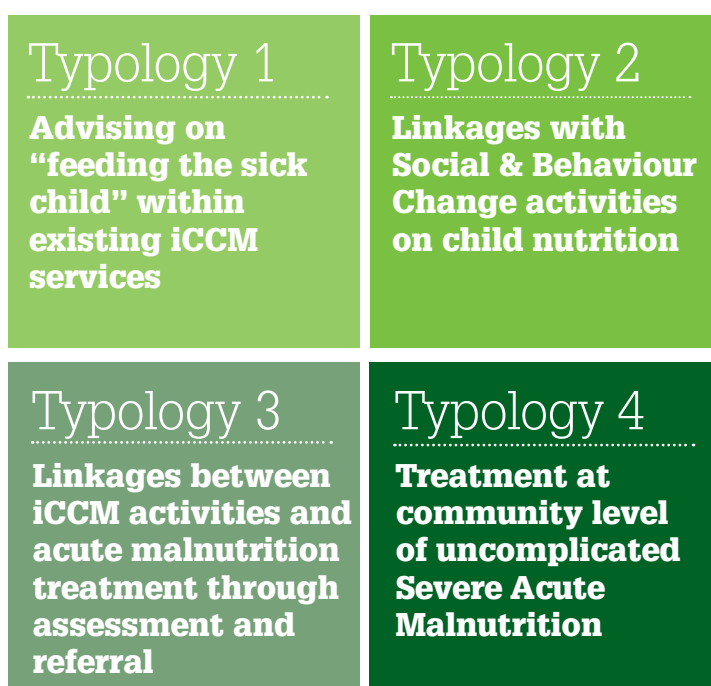 Typology 1
Advising on
“feeding the sick
child” within
existing iCCM
services
Typology 2
Linkages with
Social & Behaviour
Change activities
on child nutrition
Typology 3
Linkages between
iCCM activities and
acute malnutrition
treatment through
assessment and
referral
Typology 4
Treatment at
community level
of uncomplicated
Severe Acute
Malnutrition